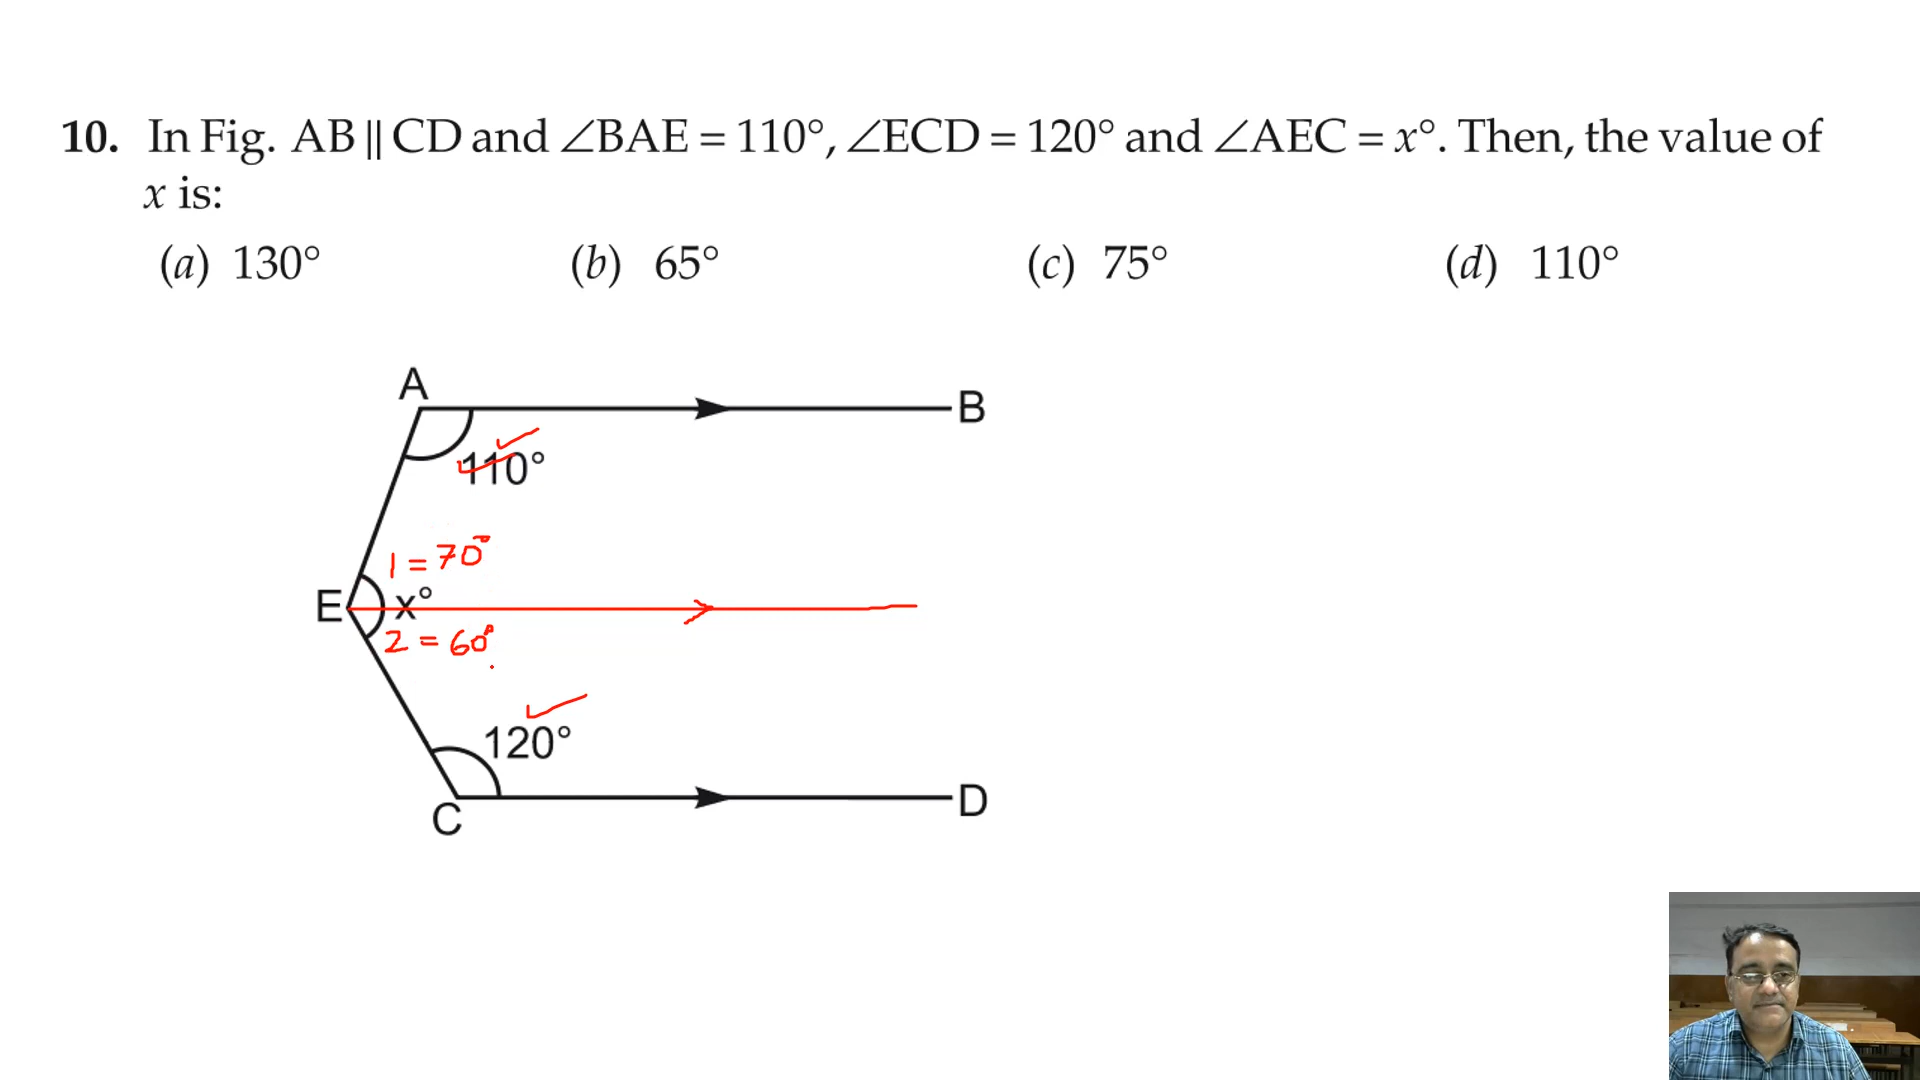 10. In Fig. AB || CD and ∠BAE = 110°, ∠ECD = 120° and ∠AEC = x°. Then, the value of
x is:
(a) 130° (b) 65° (c) 75° (d) 110°
A
B
110°
1 = 70°
E x°
2 = 60°
120°
C
D